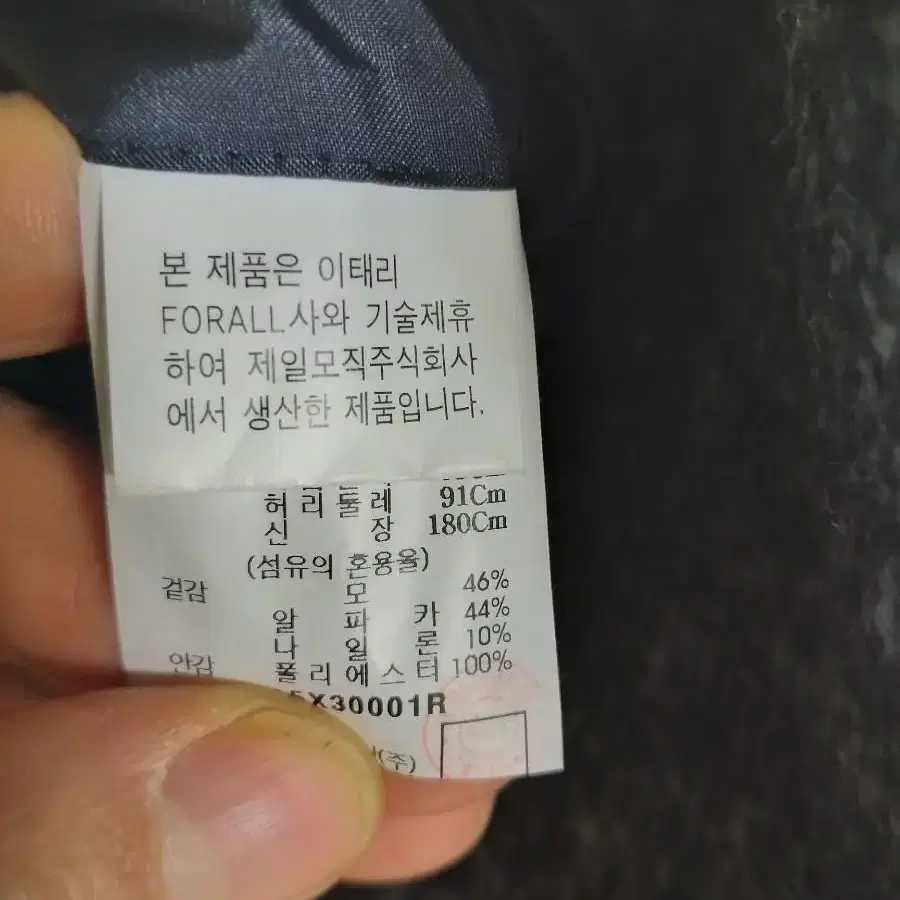 본 제품은 이태리
FORALL사와 기술제휴
하여 제일모직주식회사
에서 생산한 제품입니다.
허리둘레 91Cm
신 장 180Cm
(섬유의 혼용율)
겉감 모 46%
알 파 카 44%
나 일 론 10%
안감 폴리에스터 100%
5X30001R
(주)